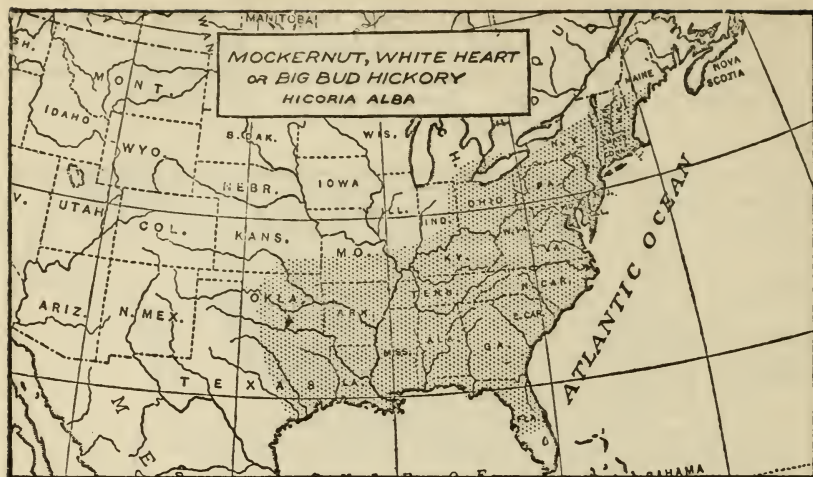 MANITOBA
MOCKERNUT, WHITE HEART
OR BIG BUD HICKORY
HICORIA ALBA
SH.
MONT.
IDAHO
WYO.
S.DAK.
WIS.
MAINE
NOVA
SCOTIA
NEBR.
IOWA
N.Y.
PA.
V.
UTAH
COL.
KANS.
MO.
ILL.
IND.
OHIO
W.VA.
VA.
KY.
ARIZ.
N.MEX.
OKLA.
ARK.
TENN.
N.CAR.
S.CAR.
TEXAS
LA.
MISS.
ALA.
GA.
FLA.
ATLANTIC OCEAN
M E
BAHAMA